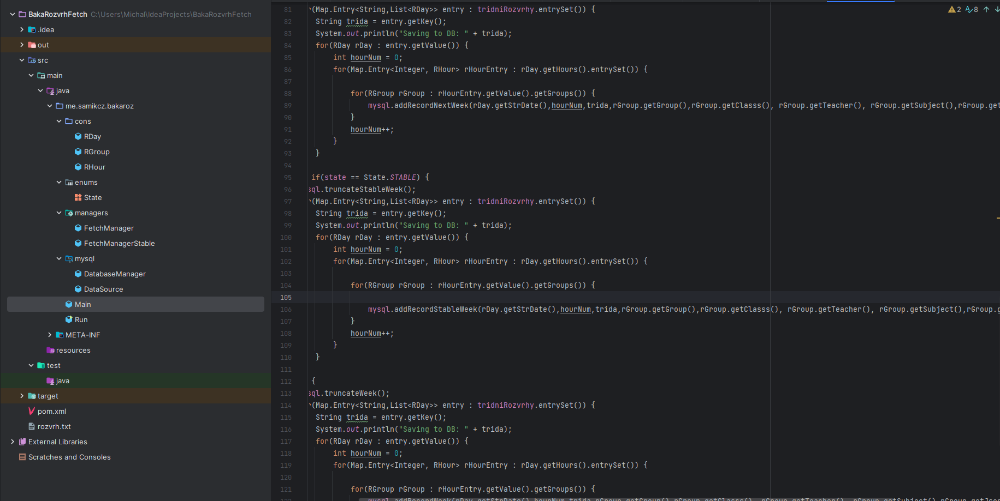 BakaRozvrhFetch C:\Users\Michal\IdeaProjects\BakaRozvrhFetch
.idea
out
src
main
java
me.samikcz.bakaroz
cons
RDay
RGroup
RHour
enums
State
managers
FetchManager
FetchManagerStable
mysql
DatabaseManager
DataSource
Main
Run
META-INF
resources
test
java
target
pom.xml
rozvrh.txt
External Libraries
Scratches and Consoles
2 8
81 (Map.Entry<String,List<RDay>> entry : tridniRozvrhy.entrySet()) {
82 String trida = entry.getKey();
83 System.out.println("Saving to DB: " + trida);
84 for(RDay rDay : entry.getValue()) {
85 int hourNum = 0;
86 for(Map.Entry<Integer, RHour> rHourEntry : rDay.getHours().entrySet()) {
87
88 for(RGroup rGroup : rHourEntry.getValue().getGroups()) {
89 mysql.addRecordNextWeek(rDay.getStrDate(),hourNum,trida,rGroup.getGroup(),rGroup.getClasss(), rGroup.getTeacher(), rGroup.getSubject(),rGroup.get
90 }
91 hourNum++;
92 }
93 }
94
95 if(state == State.STABLE) {
96 sql.truncateStableWeek();
97 (Map.Entry<String,List<RDay>> entry : tridniRozvrhy.entrySet()) {
98 String trida = entry.getKey();
99 System.out.println("Saving to DB: " + trida);
100 for(RDay rDay : entry.getValue()) {
101 int hourNum = 0;
102 for(Map.Entry<Integer, RHour> rHourEntry : rDay.getHours().entrySet()) {
103
104 for(RGroup rGroup : rHourEntry.getValue().getGroups()) {
105
106 mysql.addRecordStableWeek(rDay.getStrDate(),hourNum,trida,rGroup.getGroup(),rGroup.getClasss(), rGroup.getTeacher(), rGroup.getSubject(),rGroup.g
107 }
108 hourNum++;
109 }
110 }
111
112 {
113 sql.truncateWeek();
114 (Map.Entry<String,List<RDay>> entry : tridniRozvrhy.entrySet()) {
115 String trida = entry.getKey();
116 System.out.println("Saving to DB: " + trida);
117 for(RDay rDay : entry.getValue()) {
118 int hourNum = 0;
119 for(Map.Entry<Integer, RHour> rHourEntry : rDay.getHours().entrySet()) {
120
121 for(RGroup rGroup : rHourEntry.getValue().getGroups()) {